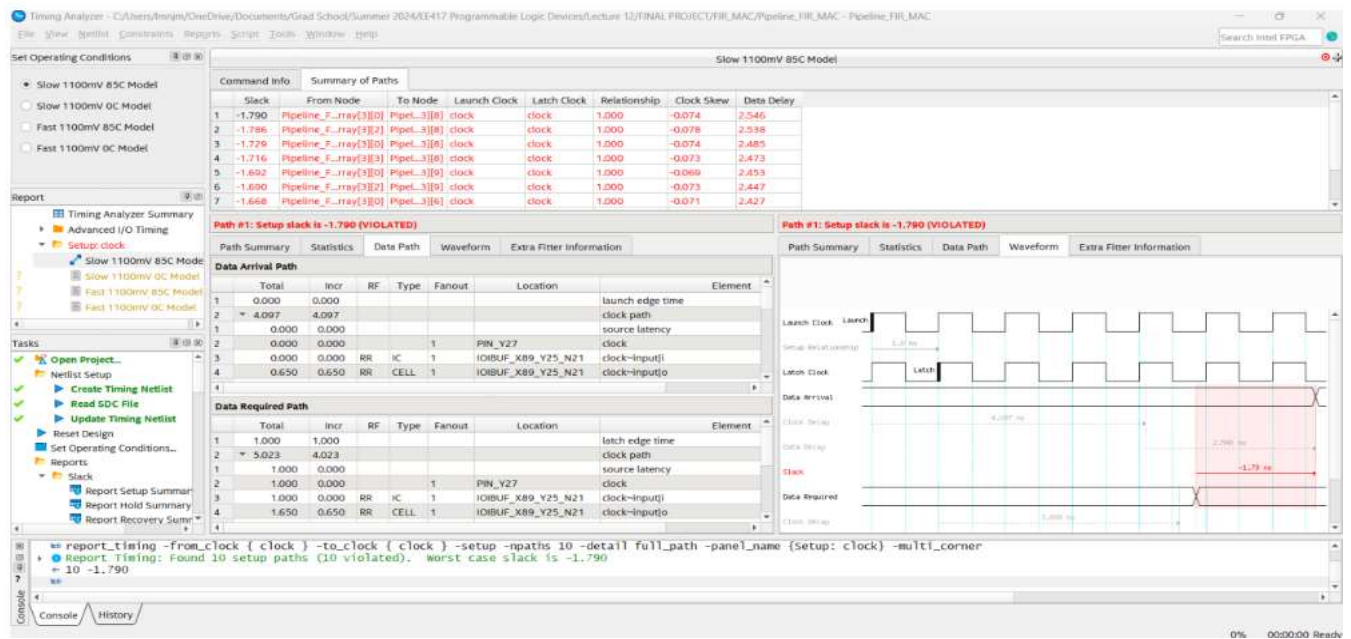 Timing Analyzer - C:/Users/lmnjm/OneDrive/Documents/Grad School/Summer 2024/EE417 Programmable Logic Devices/Lecture 12/FINAL PROJECT/FIR_MAC/Pipeline_FIR_MAC - Pipeline_FIR_MAC
File View Netlist Constraints Reports Script Tools Window Help
Search Intel FPGA
Set Operating Conditions
Slow 1100mV 85C Model
Slow 1100mV 0C Model
Fast 1100mV 85C Model
Fast 1100mV 0C Model
Slow 1100mV 85C Model
Command Info Summary of Paths
Slack From Node To Node Launch Clock Latch Clock Relationship Clock Skew Data Delay
1 -1.790 Pipeline_F...rray[3][0] Pipel...3][8] clock clock 1.000 -0.074 2.546
2 -1.786 Pipeline_F...rray[3][2] Pipel...3][8] clock clock 1.000 -0.078 2.538
3 -1.729 Pipeline_F...rray[3][0] Pipel...3][8] clock clock 1.000 -0.074 2.485
4 -1.716 Pipeline_F...rray[3][3] Pipel...3][8] clock clock 1.000 -0.073 2.473
5 -1.692 Pipeline_F...rray[3][0] Pipel...3][9] clock clock 1.000 -0.069 2.453
6 -1.690 Pipeline_F...rray[3][2] Pipel...3][9] clock clock 1.000 -0.073 2.447
7 -1.668 Pipeline_F...rray[3][0] Pipel...3][6] clock clock 1.000 -0.071 2.427
Report
Timing Analyzer Summary
Advanced I/O Timing
Setup: clock
Slow 1100mV 85C Mode
Slow 1100mV 0C Model
Fast 1100mV 85C Model
Fast 1100mV 0C Model
Tasks
Open Project...
Netlist Setup
Create Timing Netlist
Read SDC File
Update Timing Netlist
Reset Design
Set Operating Conditions...
Reports
Slack
Report Setup Summar
Report Hold Summary
Report Recovery Summ
Path #1: Setup slack is -1.790 (VIOLATED)
Path Summary Statistics Data Path Waveform Extra Fitter Information
Data Arrival Path
Total Incr RF Type Fanout Location Element
1 0.000 0.000 launch edge time
2 4.097 4.097 clock path
1 0.000 0.000 source latency
2 0.000 0.000 1 PIN_Y27 clock
3 0.000 0.000 RR IC 1 IOIBUF_X89_Y25_N21 clock~input|i
4 0.650 0.650 RR CELL 1 IOIBUF_X89_Y25_N21 clock~input|o
Data Required Path
Total Incr RF Type Fanout Location Element
1 1.000 1.000 latch edge time
2 5.023 4.023 clock path
1 1.000 0.000 source latency
2 1.000 0.000 1 PIN_Y27 clock
3 1.000 0.000 RR IC 1 IOIBUF_X89_Y25_N21 clock~input|i
4 1.650 0.650 RR CELL 1 IOIBUF_X89_Y25_N21 clock~input|o
Path #1: Setup slack is -1.790 (VIOLATED)
Path Summary Statistics Data Path Waveform Extra Fitter Information
Launch Clock Launch
Setup Relationship 1.0 ns
Latch Clock Latch
Data Arrival
Clock Delay 4.097 ns
Data Delay
Slack -1.79 ns
Data Required
Clock Delay
report_timing -from_clock { clock } -to_clock { clock } -setup -npaths 10 -detail full_path -panel_name {Setup: clock} -multi_corner
Report Timing: Found 10 setup paths (10 violated). Worst case slack is -1.790
10 -1.790
Console History
0% 00:00:00 Ready